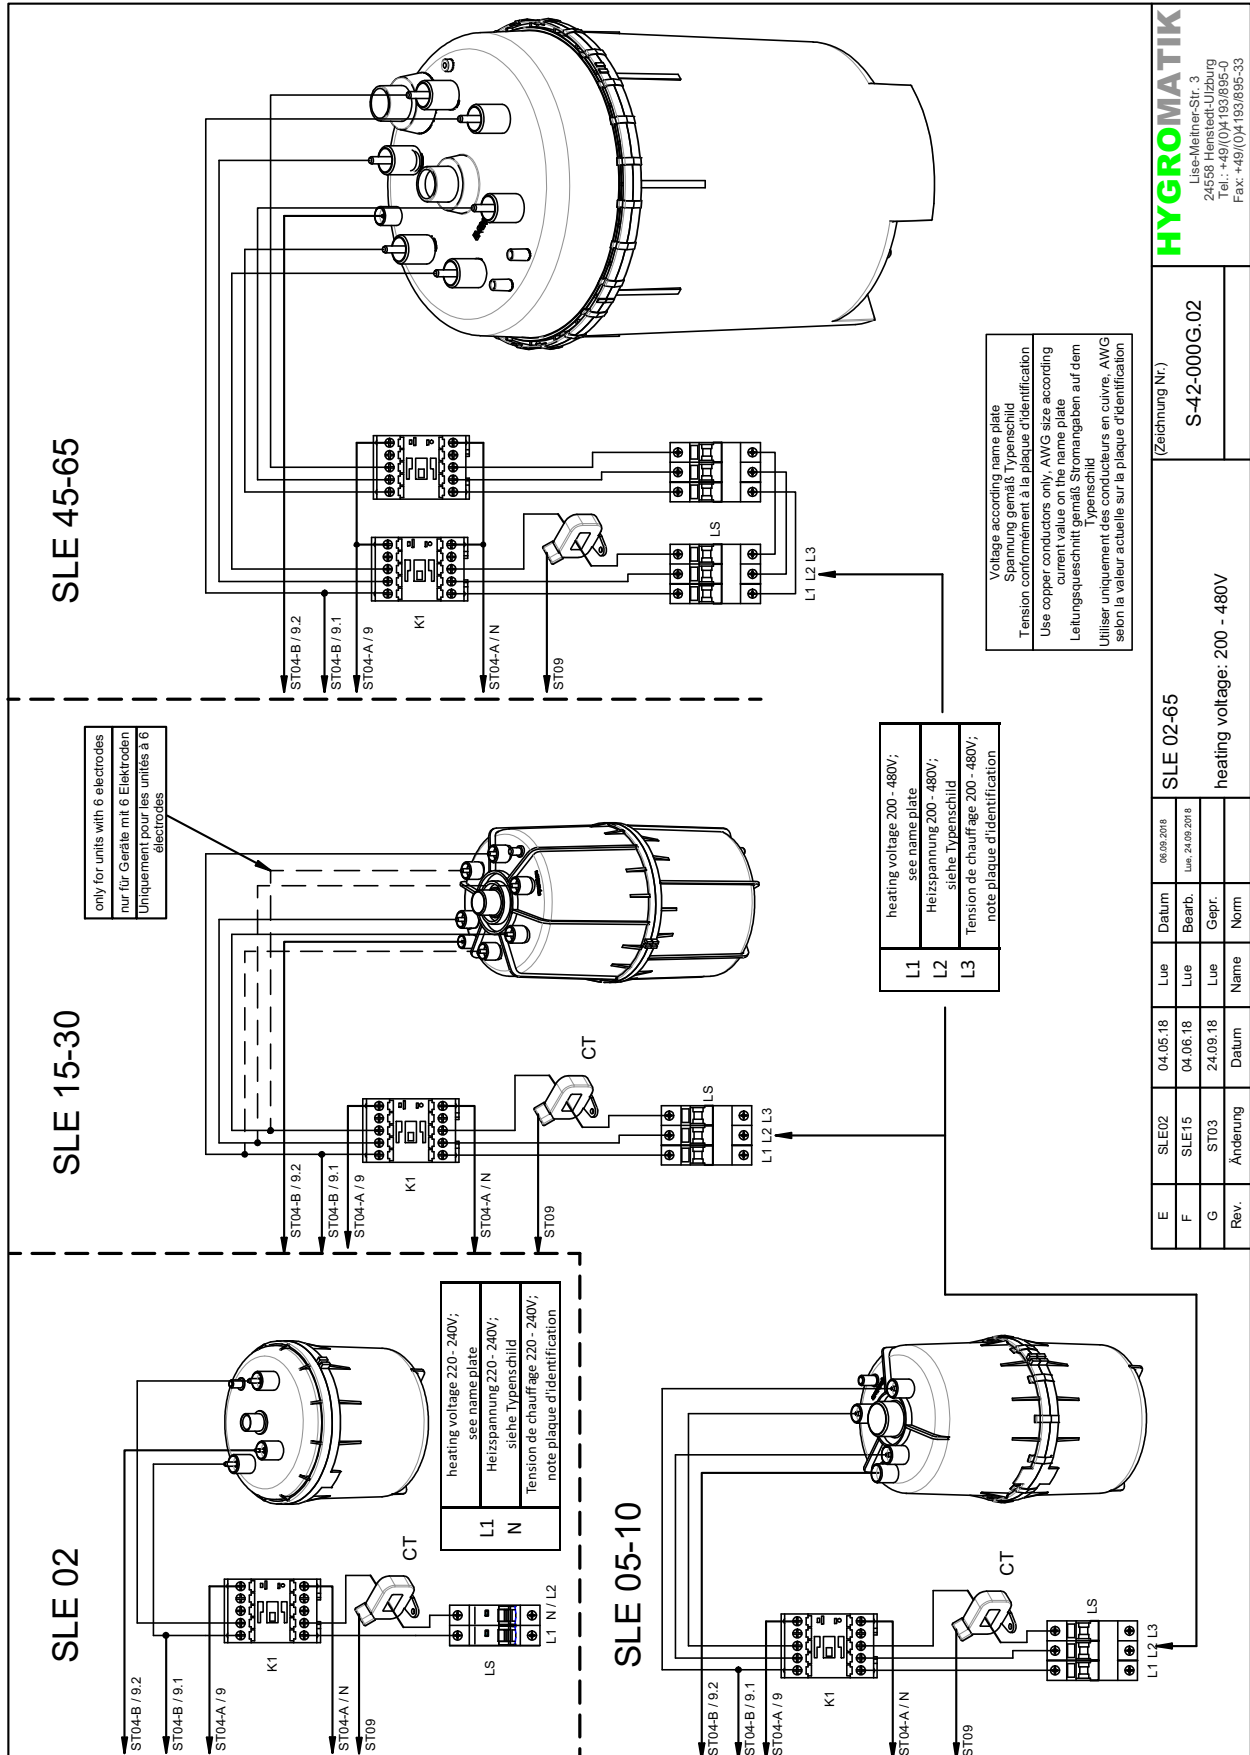 SLE 02
ST04-B / 9.2
ST04-B / 9.1
ST04-A / 9
K1
ST04-A / N
ST09
CT
LS
L1 N / L2
L1
N
heating voltage 220 - 240V;
see name plate
Heizspannung 220 - 240V;
siehe Typenschild
Tension de chauffage 220 - 240V;
note plaque d'identification
SLE 15-30
only for units with 6 electrodes
nur für Geräte mit 6 Elektroden
Uniquement pour les unités à 6
électrodes
ST04-B / 9.2
ST04-B / 9.1
ST04-A / 9
K1
ST04-A / N
ST09
CT
LS
L1 L2 L3
SLE 45-65
ST04-B / 9.2
ST04-B / 9.1
ST04-A / 9
K1
ST04-A / N
ST09
LS
L1 L2 L3
SLE 05-10
ST04-B / 9.2
ST04-B / 9.1
ST04-A / 9
K1
ST04-A / N
ST09
CT
LS
L1 L2 L3
L1
L2
L3
heating voltage 200 - 480V;
see name plate
Heizspannung 200 - 480V;
siehe Typenschild
Tension de chauffage 200 - 480V;
note plaque d'identification
Voltage according name plate
Spannung gemäß Typenschild
Tension conformément à la plaque d'identification
Use copper conductors only, AWG size according
current value on the name plate
Leitungsqueschnitt gemäß Stromangaben auf dem
Typenschild
Utiliser uniquement des conducteurs en cuivre, AWG
selon la valeur actuelle sur la plaque d'identification
E SLE02 04.05.18 Lue Datum 06.09.2018
F SLE15 04.06.18 Lue Bearb. Lue, 24.09.2018
G ST03 24.09.18 Lue Gepr.
Rev. Änderung Datum Name Norm
SLE 02-65
heating voltage: 200 - 480V
(Zeichnung Nr.)
S-42-000G.02
HYGROMATIK
Lise-Meitner-Str. 3
24558 Henstedt-Ulzburg
Tel.: +49/(0)4193/895-0
Fax: +49/(0)4193/895-33